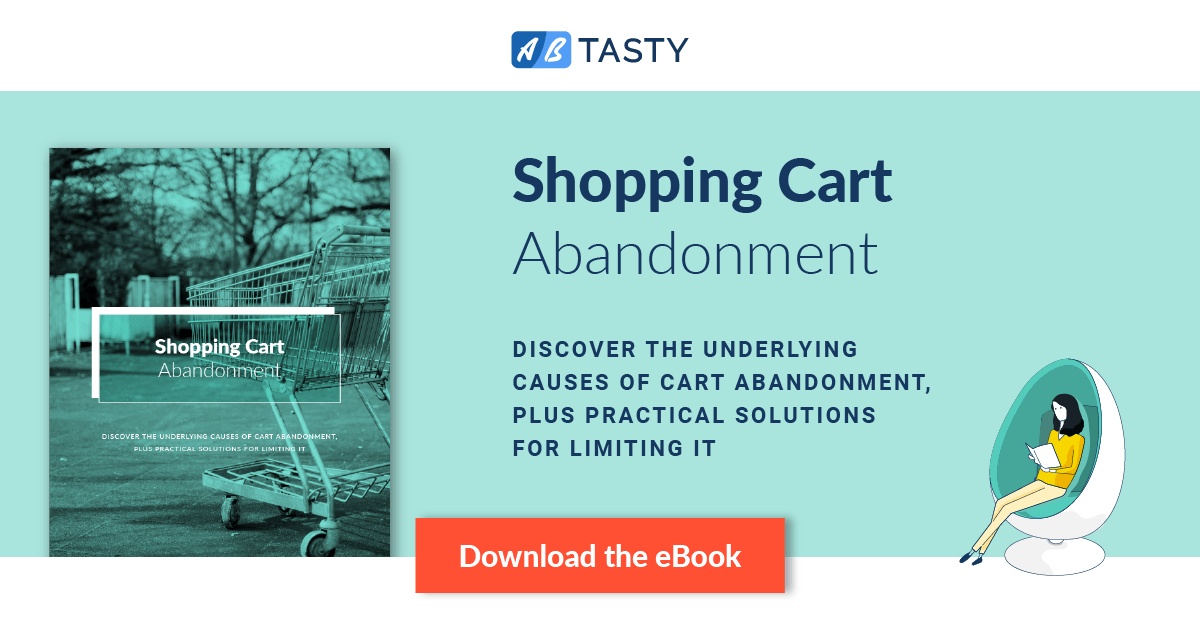 AB TASTY
Shopping Cart
Abandonment
DISCOVER THE UNDERLYING
CAUSES OF CART ABANDONMENT,
PLUS PRACTICAL SOLUTIONS
FOR LIMITING IT
Shopping Cart
Abandonment
DISCOVER THE UNDERLYING CAUSES OF CART ABANDONMENT,
PLUS PRACTICAL SOLUTIONS FOR LIMITING IT
Download the eBook